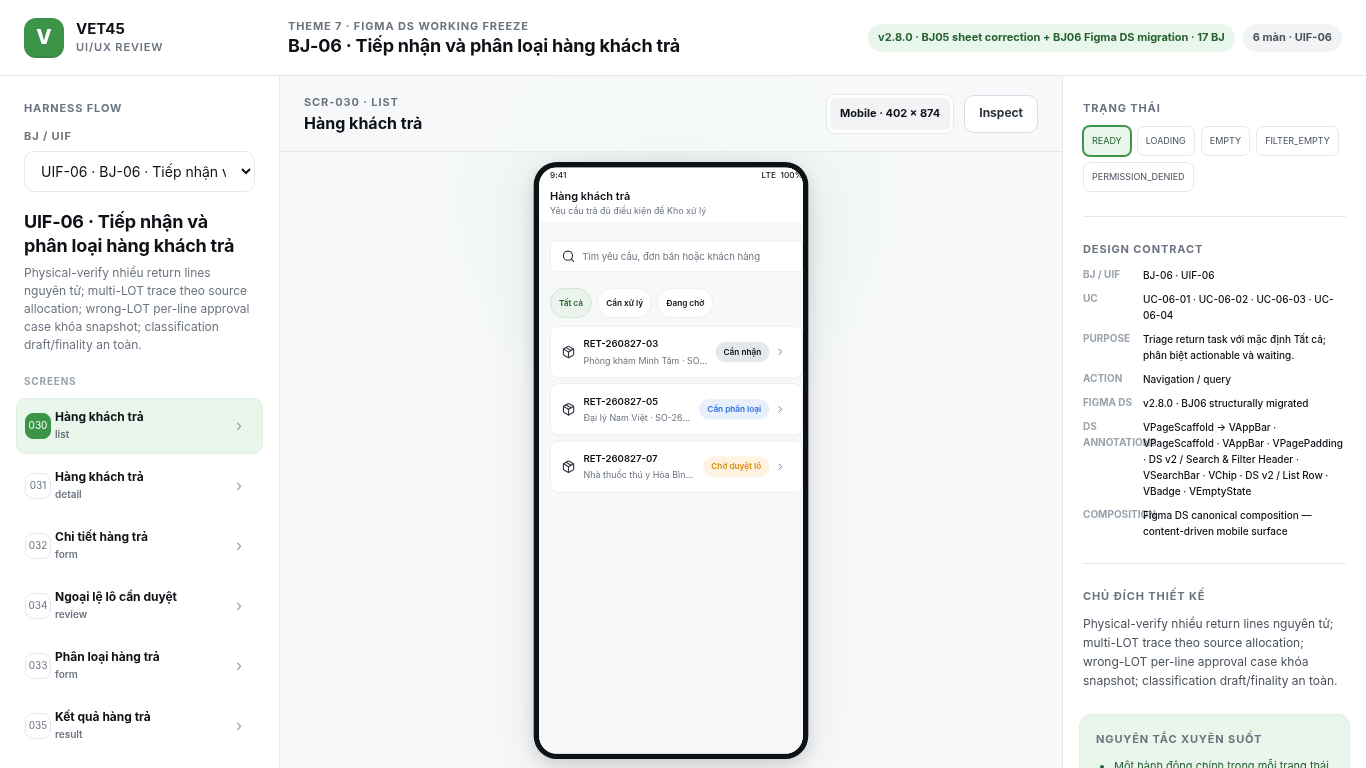 V
VET45
UI/UX REVIEW
THEME 7 · FIGMA DS WORKING FREEZE
BJ-06 · Tiếp nhận và phân loại hàng khách trả
v2.8.0 · BJ05 sheet correction + BJ06 Figma DS migration · 17 BJ
6 màn · UIF-06
HARNESS FLOW
BJ / UIF
UIF-06 · BJ-06 · Tiếp nhận v
UIF-06 · Tiếp nhận và
phân loại hàng khách trả
Physical-verify nhiều return lines
nguyên tử; multi-LOT trace theo source
allocation; wrong-LOT per-line approval
case khóa snapshot; classification
draft/finality an toàn.
SCREENS
030
Hàng khách trả
list
031
Hàng khách trả
detail
032
Chi tiết hàng trả
form
034
Ngoại lệ lô cần duyệt
review
033
Phân loại hàng trả
form
035
Kết quả hàng trả
result
SCR-030 · LIST
Hàng khách trả
Mobile · 402 × 874
Inspect
9:41
LTE 100%
Hàng khách trả
Yêu cầu trả đủ điều kiện để Kho xử lý
Tìm yêu cầu, đơn bán hoặc khách hàng
Tất cả
Cần xử lý
Đang chờ
RET-260827-03
Phòng khám Minh Tâm · SO...
Cần nhận
RET-260827-05
Đại lý Nam Việt · SO-26...
Cần phân loại
RET-260827-07
Nhà thuốc thú y Hòa Bìn...
Chờ duyệt lô
TRẠNG THÁI
READY
LOADING
EMPTY
FILTER_EMPTY
PERMISSION_DENIED
DESIGN CONTRACT
BJ / UIF
BJ-06 · UIF-06
UC
UC-06-01 · UC-06-02 · UC-06-03 · UC-
06-04
PURPOSE
Triage return task với mặc định Tất cả;
phân biệt actionable và waiting.
ACTION
Navigation / query
FIGMA DS
v2.8.0 · BJ06 structurally migrated
DS
ANNOTATION
VPageScaffold → VAppBar ·
VPageScaffold · VAppBar · VPagePadding
· DS v2 / Search & Filter Header ·
VSearchBar · VChip · DS v2 / List Row ·
VBadge · VEmptyState
COMPOSITION
Figma DS canonical composition —
content-driven mobile surface
CHỦ ĐÍCH THIẾT KẾ
Physical-verify nhiều return lines nguyên tử;
multi-LOT trace theo source allocation;
wrong-LOT per-line approval case khóa
snapshot; classification draft/finality an toàn.
NGUYÊN TẮC XUYÊN SUỐT
Một hành động chính trong mỗi trạng thái